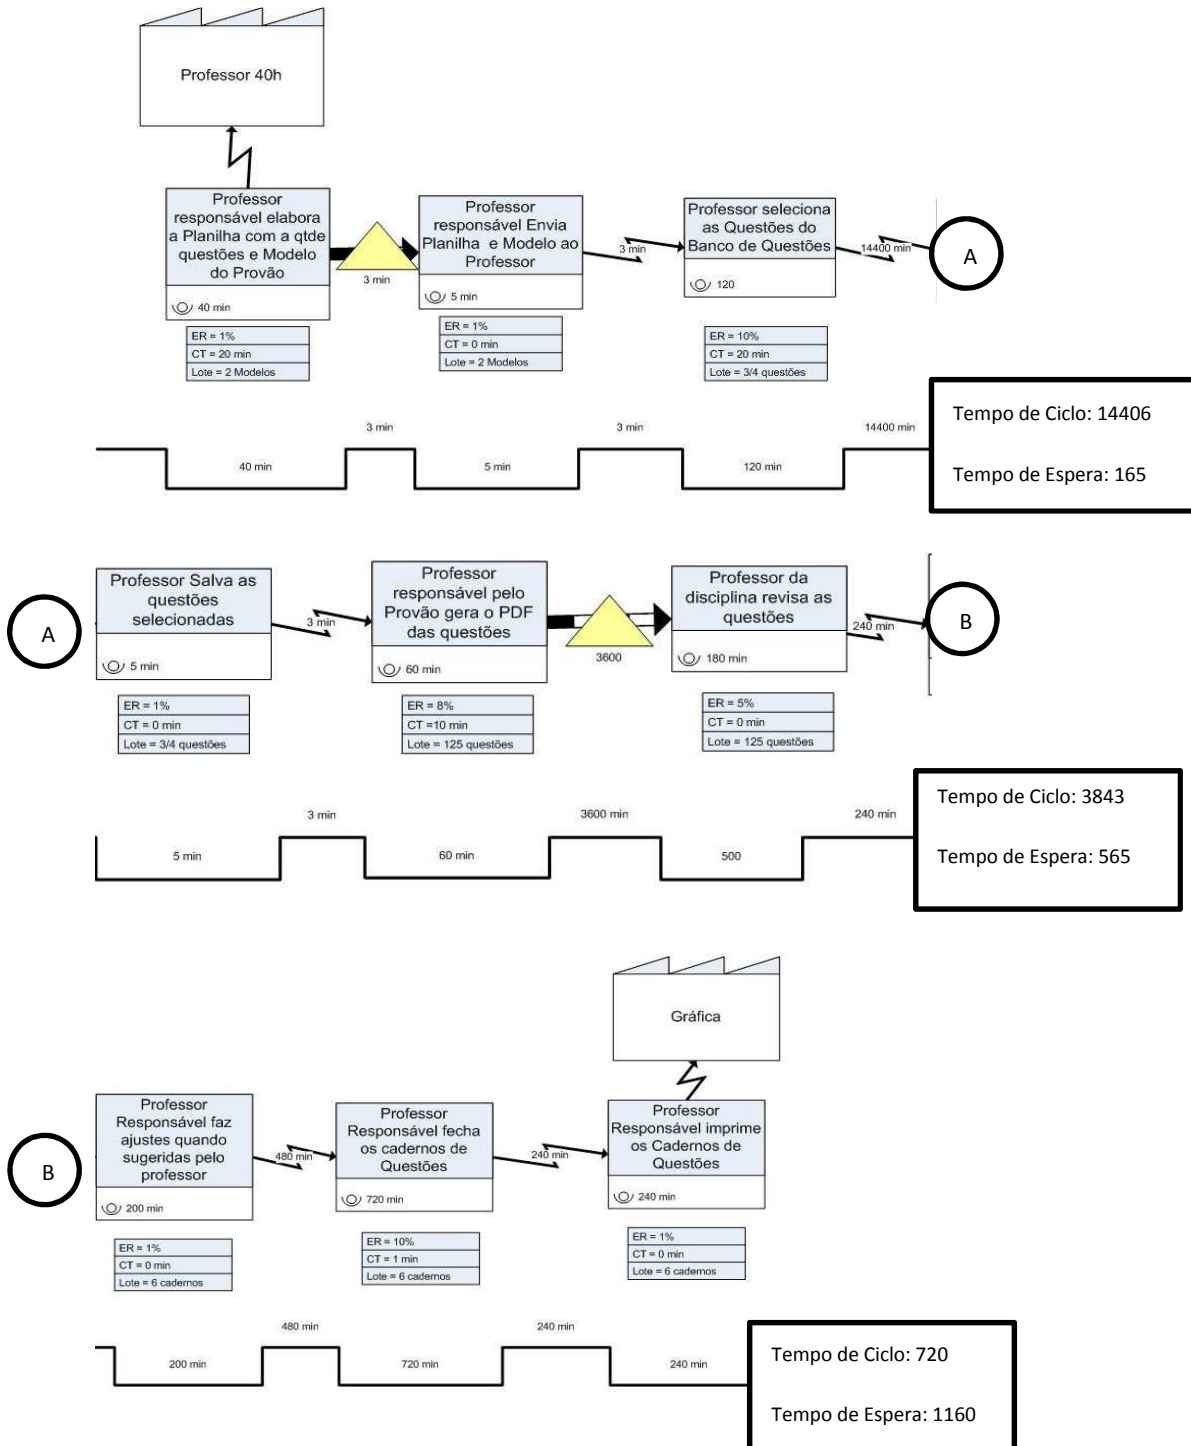 Professor 40h
Professor
responsável elabora
a Planilha com a qtde
questões e Modelo
do Provão
40 min
ER = 1%
CT = 20 min
Lote = 2 Modelos
3 min
Professor
responsável Envia
Planilha e Modelo ao
Professor
5 min
ER = 1%
CT = 0 min
Lote = 2 Modelos
3 min
Professor seleciona
as Questões do
Banco de Questões
120
ER = 10%
CT = 20 min
Lote = 3/4 questões
14400 min
A
3 min
3 min
14400 min
40 min
5 min
120 min
Tempo de Ciclo: 14406
Tempo de Espera: 165
A
Professor Salva as
questões
selecionadas
5 min
ER = 1%
CT = 0 min
Lote = 3/4 questões
3 min
Professor
responsável pelo
Provão gera o PDF
das questões
60 min
ER = 8%
CT =10 min
Lote = 125 questões
3600
Professor da
disciplina revisa as
questões
180 min
ER = 5%
CT = 0 min
Lote = 125 questões
240 min
B
3 min
3600 min
240 min
5 min
60 min
500
Tempo de Ciclo: 3843
Tempo de Espera: 565
Gráfica
B
Professor
Responsável faz
ajustes quando
sugeridas pelo
professor
200 min
ER = 1%
CT = 0 min
Lote = 6 cadernos
480 min
Professor
Responsável fecha
os cadernos de
Questões
720 min
ER = 10%
CT = 1 min
Lote = 6 cadernos
240 min
Professor
Responsável imprime
os Cadernos de
Questões
240 min
ER = 1%
CT = 0 min
Lote = 6 cadernos
480 min
240 min
200 min
720 min
240 min
Tempo de Ciclo: 720
Tempo de Espera: 1160